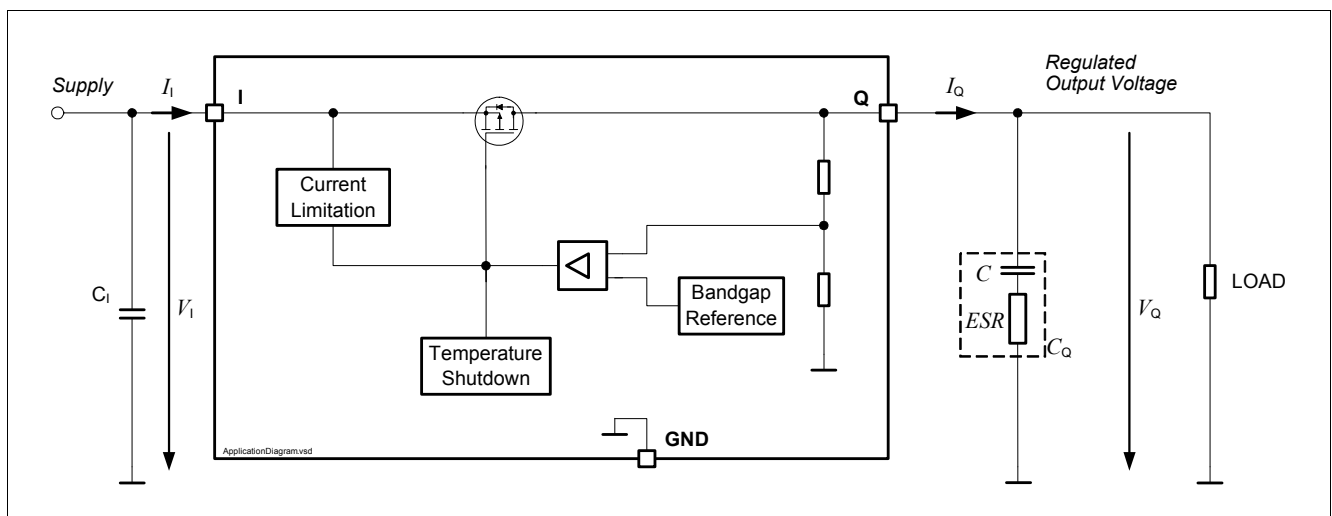 Supply
I_I
I
Q
I_Q
Regulated
Output Voltage
Current
Limitation
C_I
V_I
Bandgap
Reference
Temperature
Shutdown
C
ESR
C_Q
V_Q
LOAD
GND
ApplicationDiagram.vsd